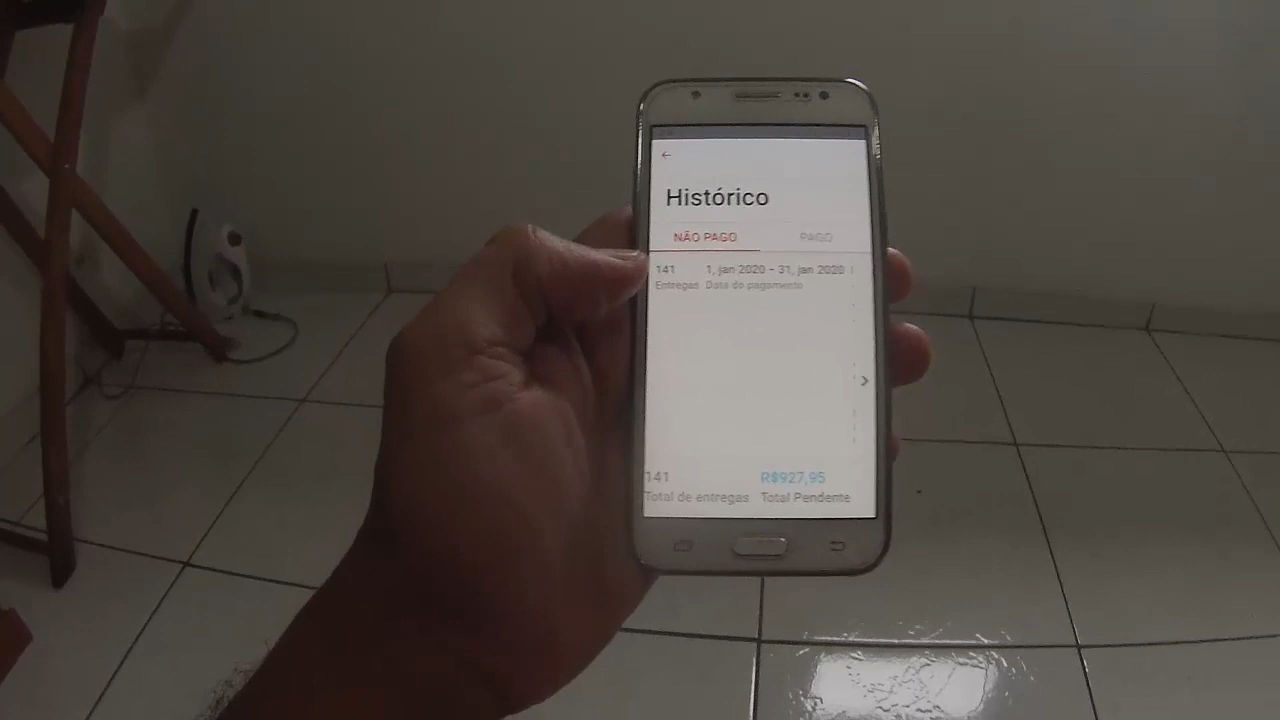 Histórico
NÃO PAGO PAGO
141 1, jan 2020 - 31, jan 2020
Entregas Data do pagamento
141 R$927,95
Total de entregas Total Pendente